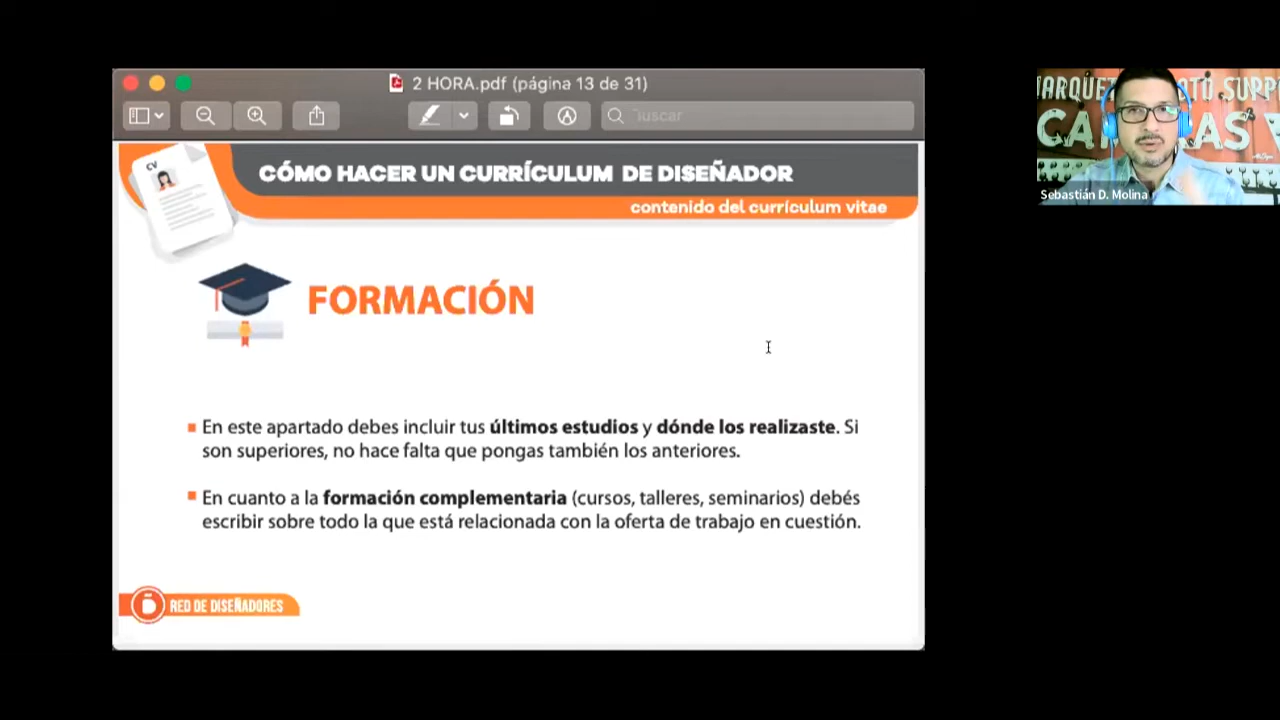 2 HORA.pdf (página 13 de 31)
CV
CÓMO HACER UN CURRÍCULUM DE DISEÑADOR
contenido del currículum vitae
FORMACIÓN
En este apartado debes incluir tus últimos estudios y dónde los realizaste. Si
son superiores, no hace falta que pongas también los anteriores.
En cuanto a la formación complementaria (cursos, talleres, seminarios) debés
escribir sobre todo la que está relacionada con la oferta de trabajo en cuestión.
RED DE DISEÑADORES
Sebastián D. Molina